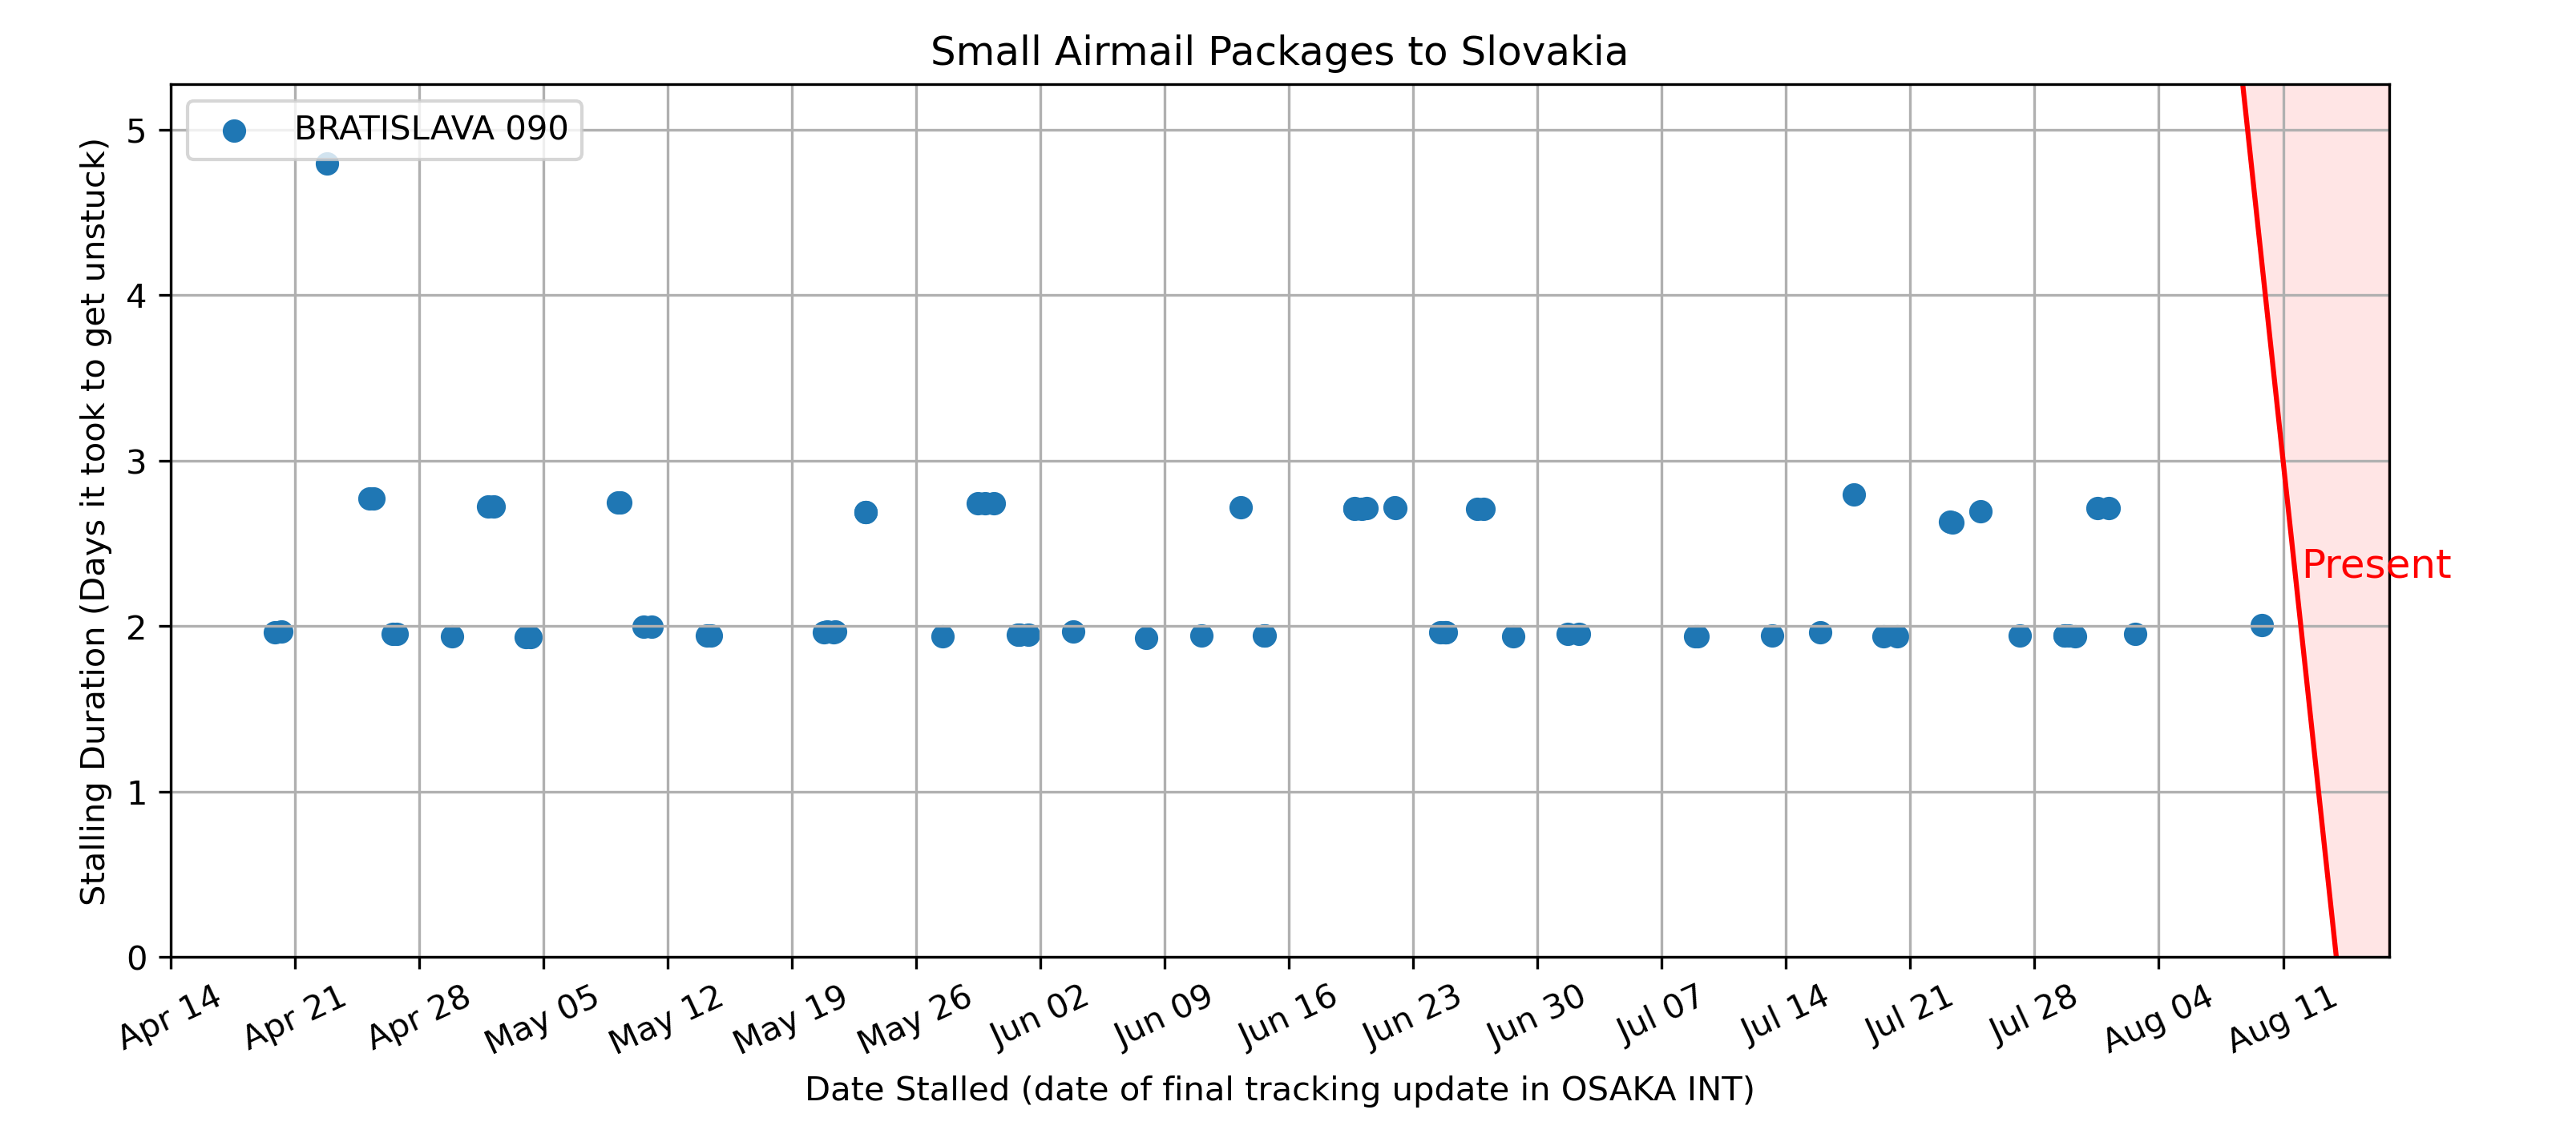 Small Airmail Packages to Slovakia
BRATISLAVA 090
Stalling Duration (Days it took to get unstuck)
5
4
3
2
1
0
Present
Apr 14
Apr 21
Apr 28
May 05
May 12
May 19
May 26
Jun 02
Jun 09
Jun 16
Jun 23
Jun 30
Jul 07
Jul 14
Jul 21
Jul 28
Aug 04
Aug 11
Date Stalled (date of final tracking update in OSAKA INT)